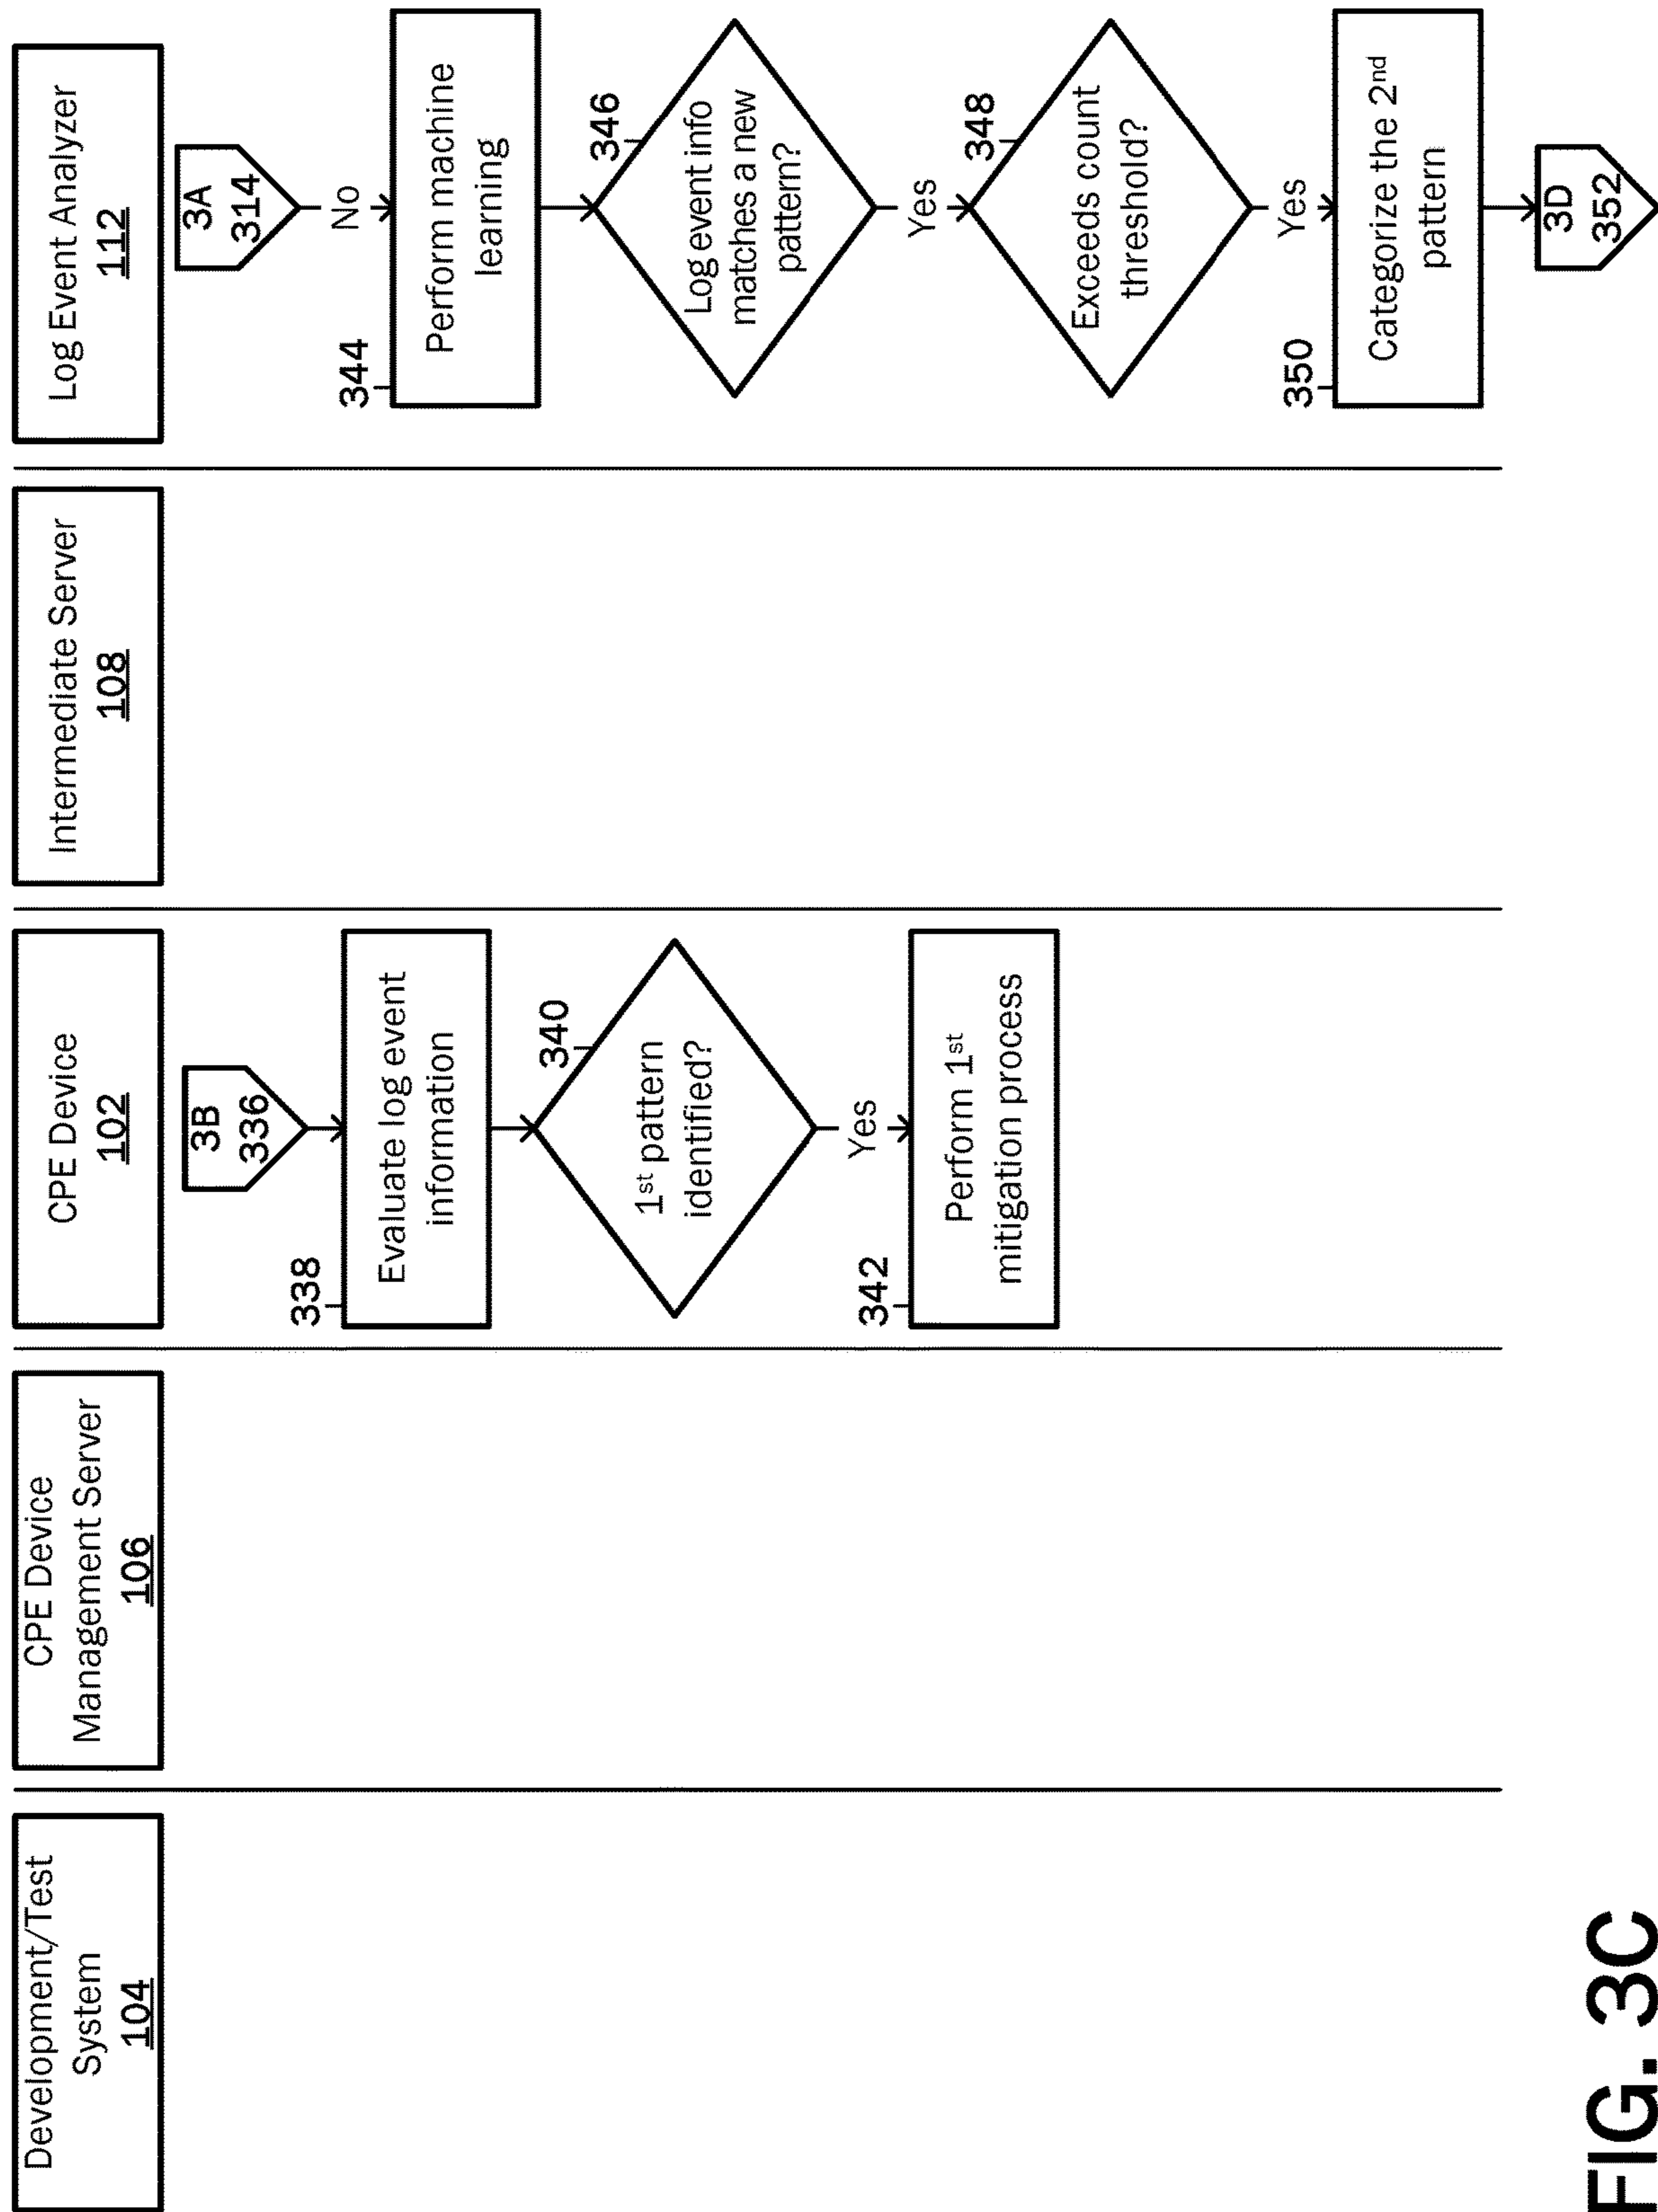 Development/Test
System
104
CPE Device
Management Server
106
CPE Device
102
Intermediate Server
108
Log Event Analyzer
112
3B
336
338
Evaluate log event
information
340
1st pattern
identified?
Yes
342
Perform 1st
mitigation process
3A
314
No
344
Perform machine
learning
346
Log event info
matches a new
pattern?
Yes
348
Exceeds count
threshold?
Yes
350
Categorize the 2nd
pattern
3D
352
FIG. 3C